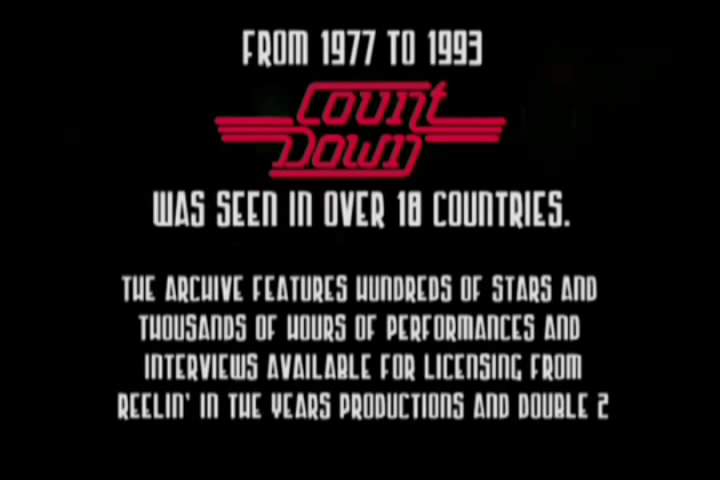 FROM 1977 TO 1993
Count
Down
WAS SEEN IN OVER 18 COUNTRIES.
THE ARCHIVE FEATURES HUNDREDS OF STARS AND
THOUSANDS OF HOURS OF PERFORMANCES AND
INTERVIEWS AVAILABLE FOR LICENSING FROM
REELIN' IN THE YEARS PRODUCTIONS AND DOUBLE 2